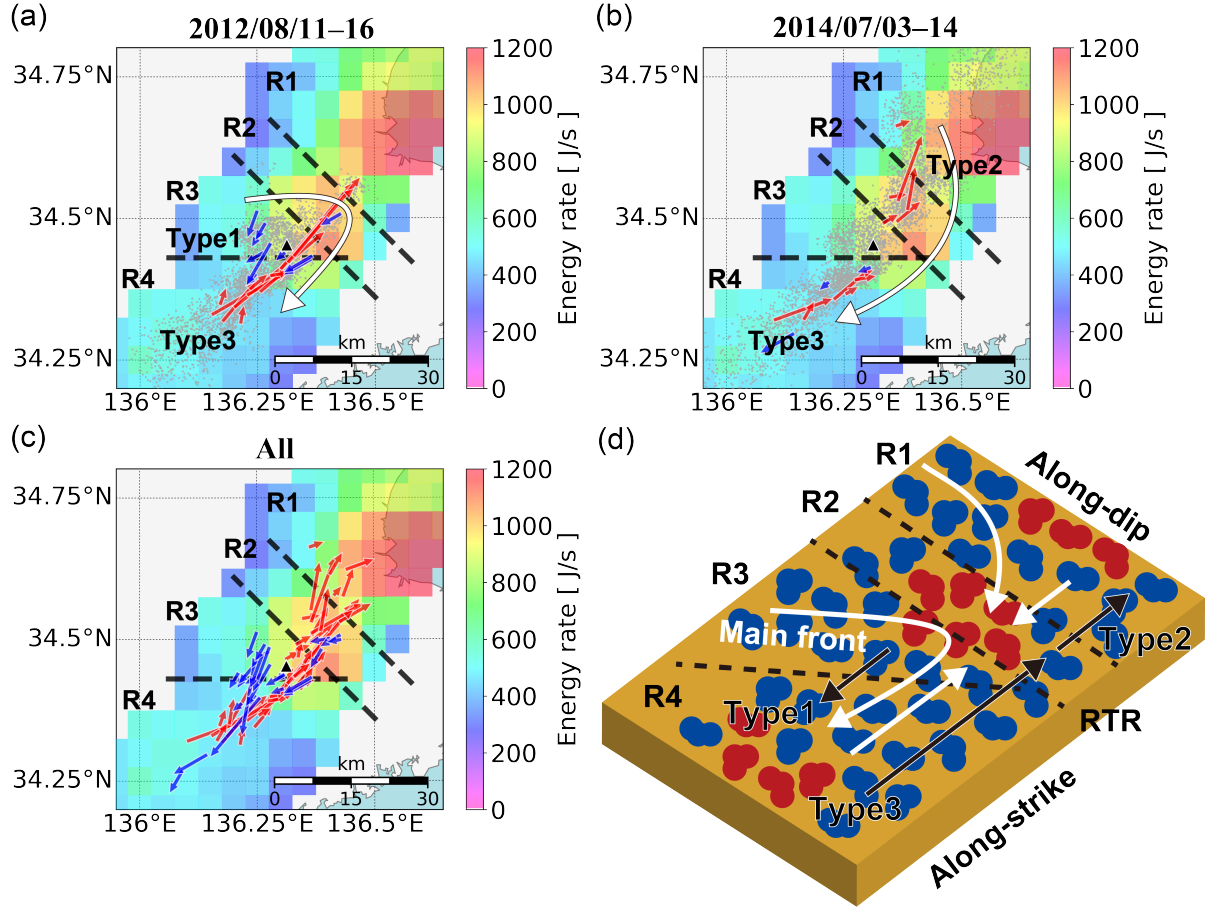 (a)
2012/08/11–16
34.75°N
34.5°N
34.25°N
136°E
136.25°E
136.5°E
R1
R2
R3
Type1
R4
Type3
km
0
15
30
1200
1000
800
600
400
200
0
Energy rate [ J/s ]
(b)
2014/07/03–14
34.75°N
34.5°N
34.25°N
136°E
136.25°E
136.5°E
R1
R2
Type2
R3
R4
Type3
km
0
15
30
1200
1000
800
600
400
200
0
Energy rate [ J/s ]
(c)
All
34.75°N
34.5°N
34.25°N
136°E
136.25°E
136.5°E
R1
R2
R3
R4
km
0
15
30
1200
1000
800
600
400
200
0
Energy rate [ J/s ]
(d)
R1
Along-dip
R2
R3
Main front
Type2
R4
Type1
RTR
Type3
Along-strike